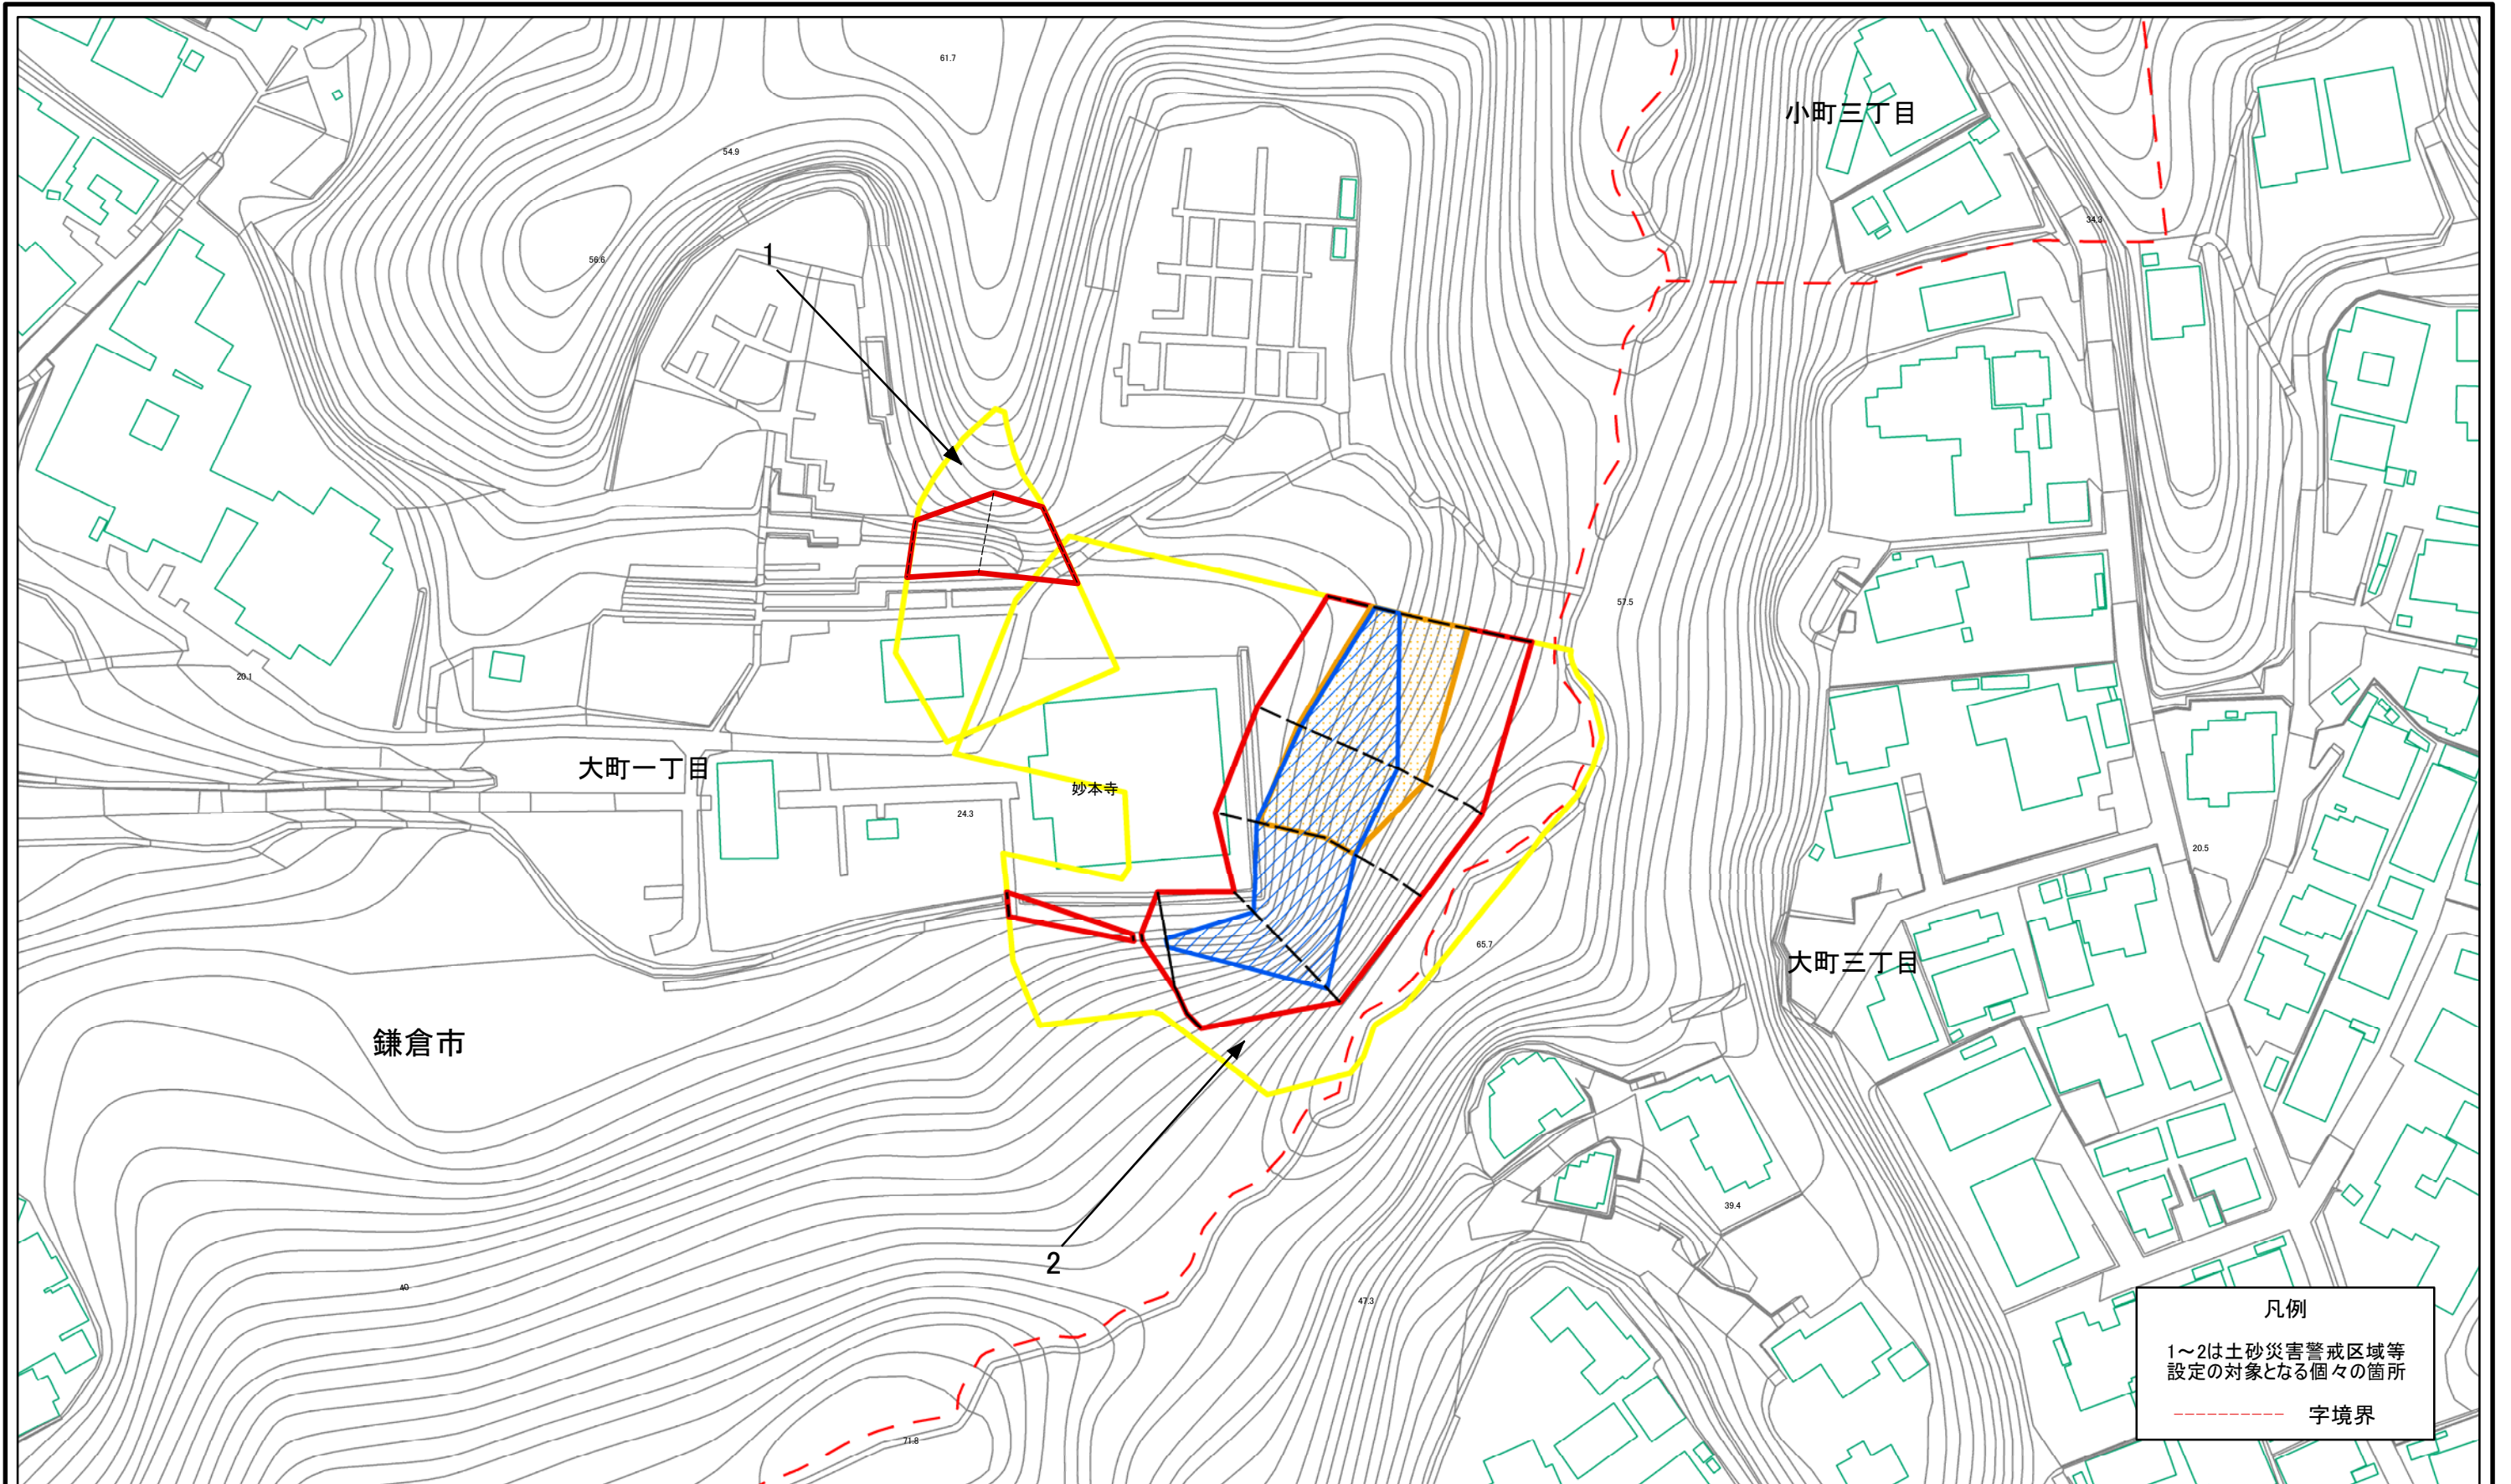 61.7
小町三丁目
54.9
34.3
1
56.6
57.5
20.1
大町一丁目
妙本寺
24.3
20.5
65.7
大町三丁目
鎌倉市
39.4
2
40
47.3
71.8
凡例
1～2は土砂災害警戒区域等
設定の対象となる個々の箇所
字境界